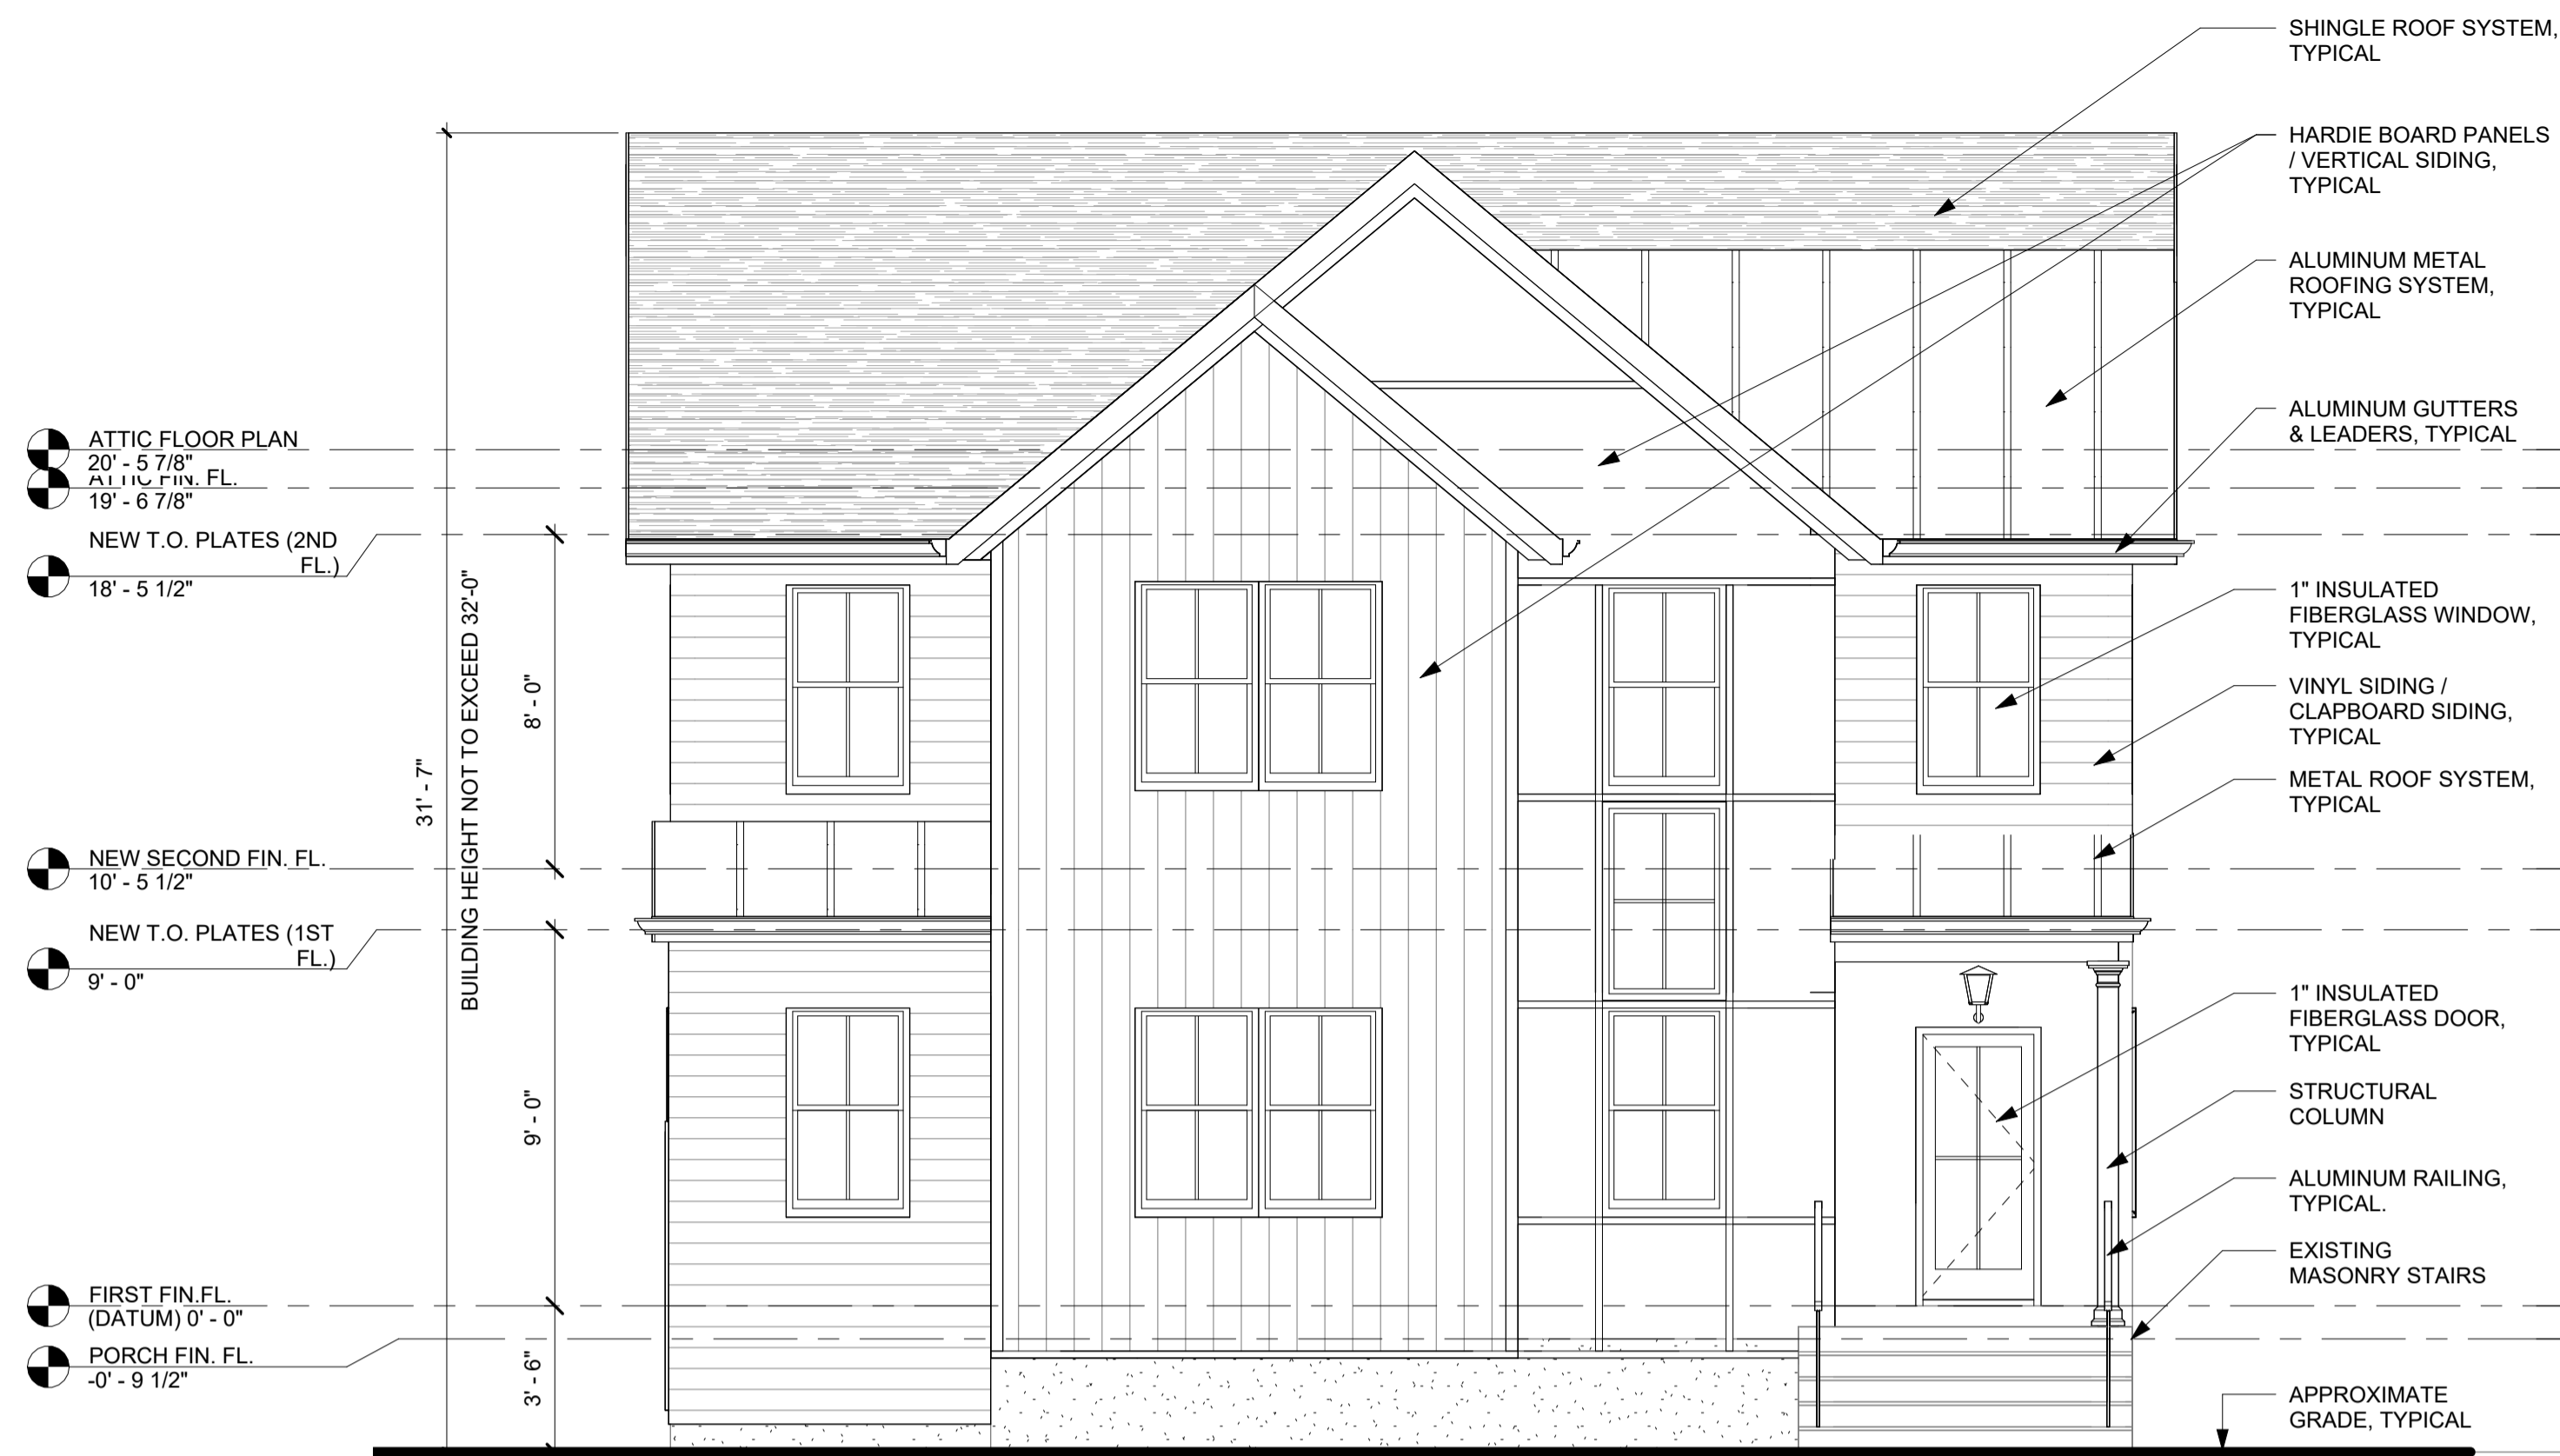 SHINGLE ROOF SYSTEM,
TYPICAL
HARDIE BOARD PANELS
/ VERTICAL SIDING,
TYPICAL
ALUMINUM METAL
ROOFING SYSTEM,
TYPICAL
ALUMINUM GUTTERS
& LEADERS, TYPICAL
1" INSULATED
FIBERGLASS WINDOW,
TYPICAL
VINYL SIDING /
CLAPBOARD SIDING,
TYPICAL
METAL ROOF SYSTEM,
TYPICAL
1" INSULATED
FIBERGLASS DOOR,
TYPICAL
STRUCTURAL
COLUMN
ALUMINUM RAILING,
TYPICAL.
EXISTING
MASONRY STAIRS
APPROXIMATE
GRADE, TYPICAL
ATTIC FLOOR PLAN
20' - 5 7/8"
ATTIC FIN. FL.
19' - 6 7/8"
NEW T.O. PLATES (2ND
FL.)
18' - 5 1/2"
NEW SECOND FIN. FL.
10' - 5 1/2"
NEW T.O. PLATES (1ST
FL.)
9' - 0"
FIRST FIN.FL.
(DATUM) 0' - 0"
PORCH FIN. FL.
-0' - 9 1/2"
31' - 7"
BUILDING HEIGHT NOT TO EXCEED 32'-0"
8' - 0"
9' - 0"
3' - 6"